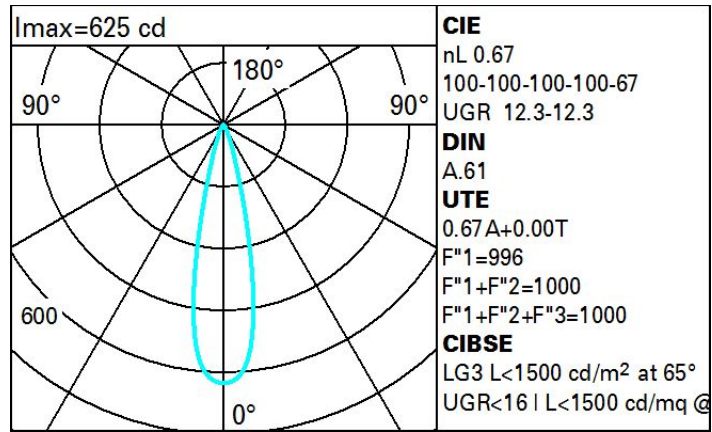 Imax=625 cd
180°
90°
90°
600
0°
CIE
nL 0.67
100-100-100-100-67
UGR 12.3-12.3
DIN
A.61
UTE
0.67A+0.00T
F"1=996
F"1+F"2=1000
F"1+F"2+F"3=1000
CIBSE
LG3 L<1500 cd/m² at 65°
UGR<16 | L<1500 cd/mq @